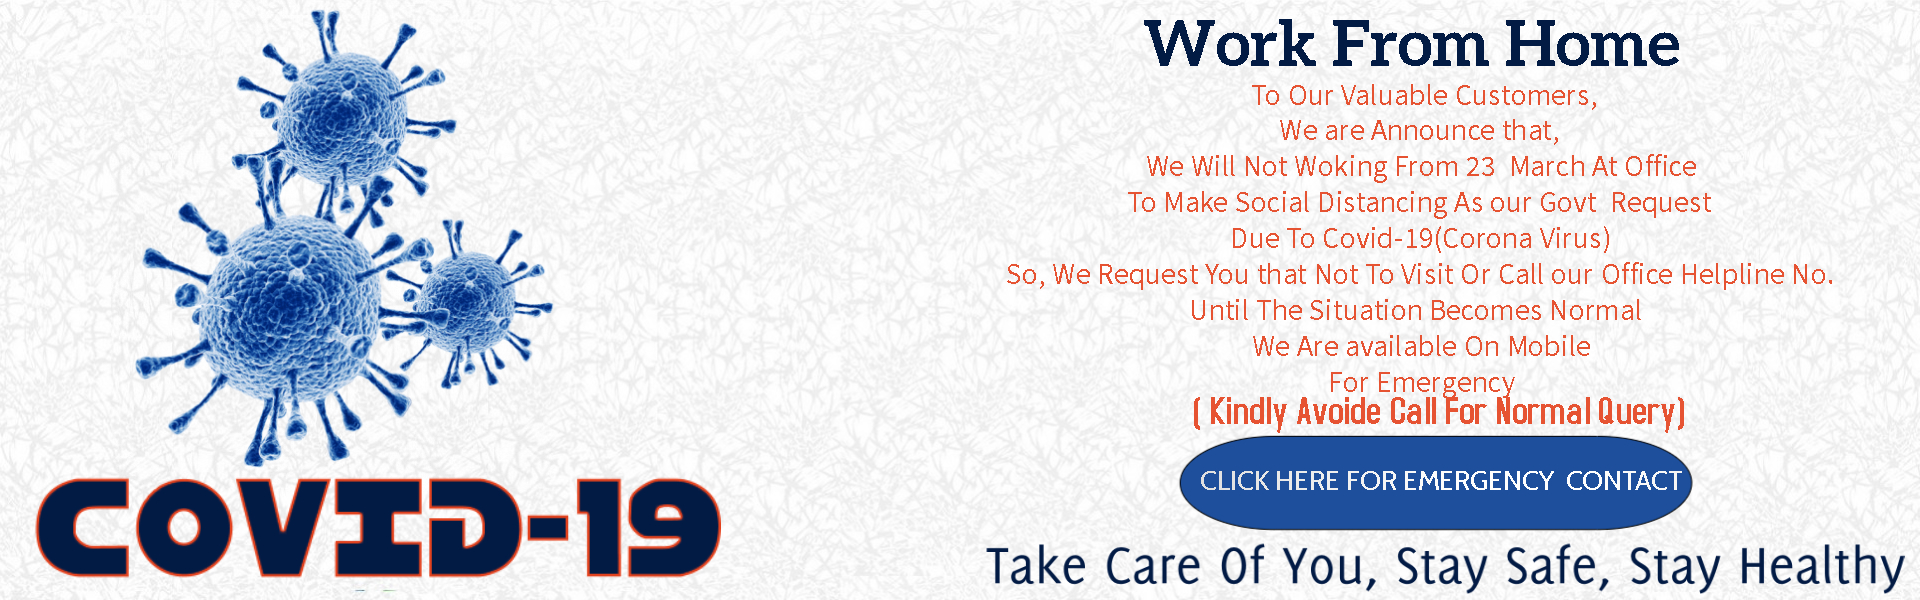 Work From Home
To Our Valuable Customers,
We are Announce that,
We Will Not Woking From 23 March At Office
To Make Social Distancing As our Govt Request
Due To Covid-19(Corona Virus)
So, We Request You that Not To Visit Or Call our Office Helpline No.
Until The Situation Becomes Normal
We Are available On Mobile
For Emergency
( Kindly Avoide Call For Normal Query)
CLICK HERE FOR EMERGENCY CONTACT
COVID-19
Take Care Of You, Stay Safe, Stay Healthy